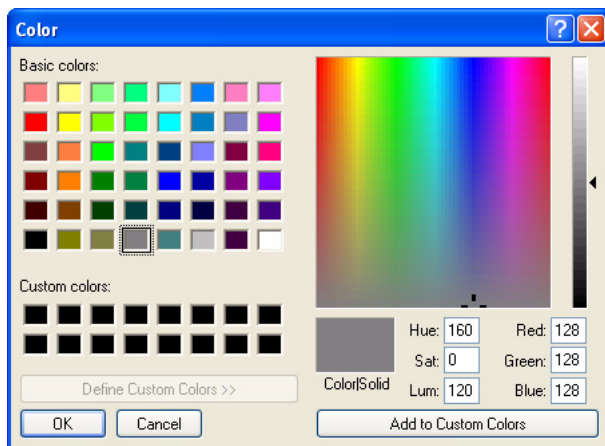 Color
Basic colors:
Custom colors:
Define Custom Colors >>
OK Cancel
Color|Solid
Hue: 160 Red: 128
Sat: 0 Green: 128
Lum: 120 Blue: 128
Add to Custom Colors